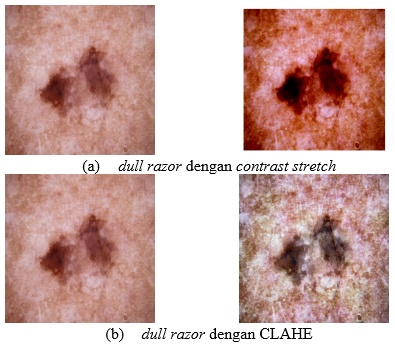 (a) dull razor dengan contrast stretch
(b) dull razor dengan CLAHE